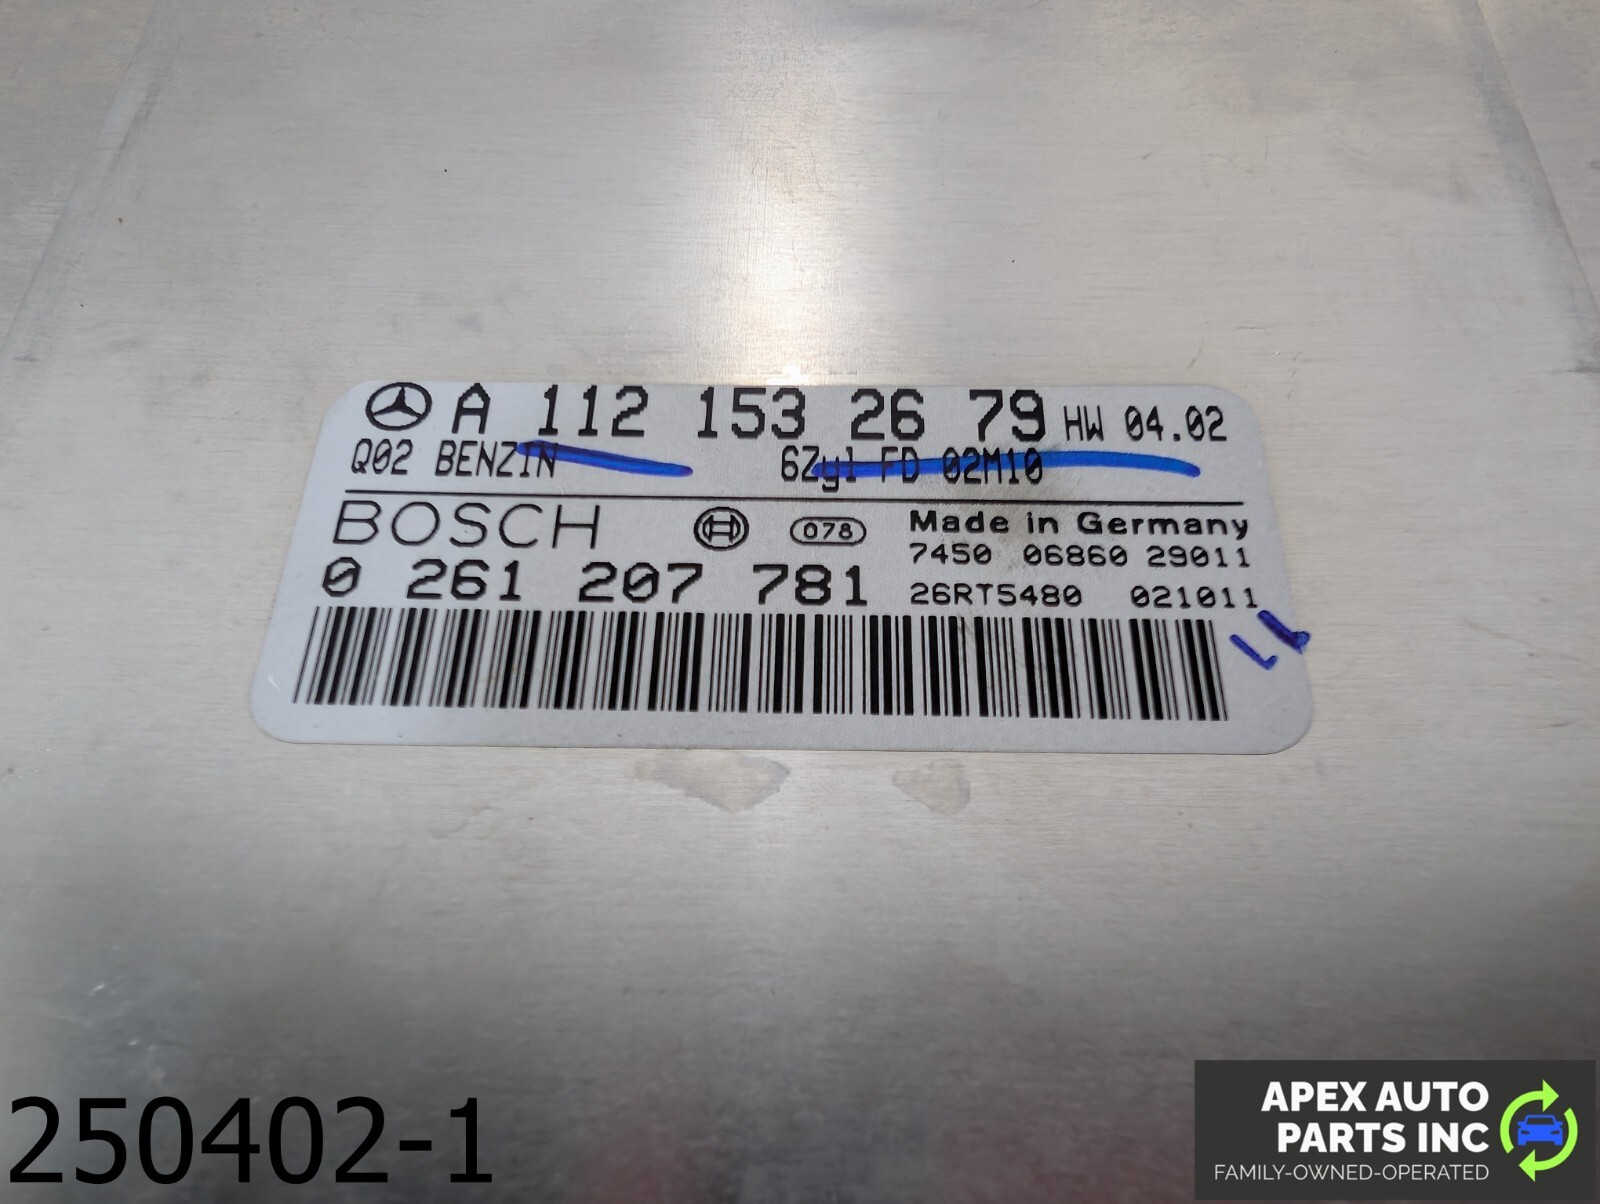 A 112 153 26 79 HW 04.02
Q02 BENZIN 6Zyl FD 02M10
BOSCH 078 Made in Germany
7450 06860 29011
0 261 207 781 26RT5480 021011
250402-1
APEX AUTO
PARTS INC
FAMILY-OWNED-OPERATED